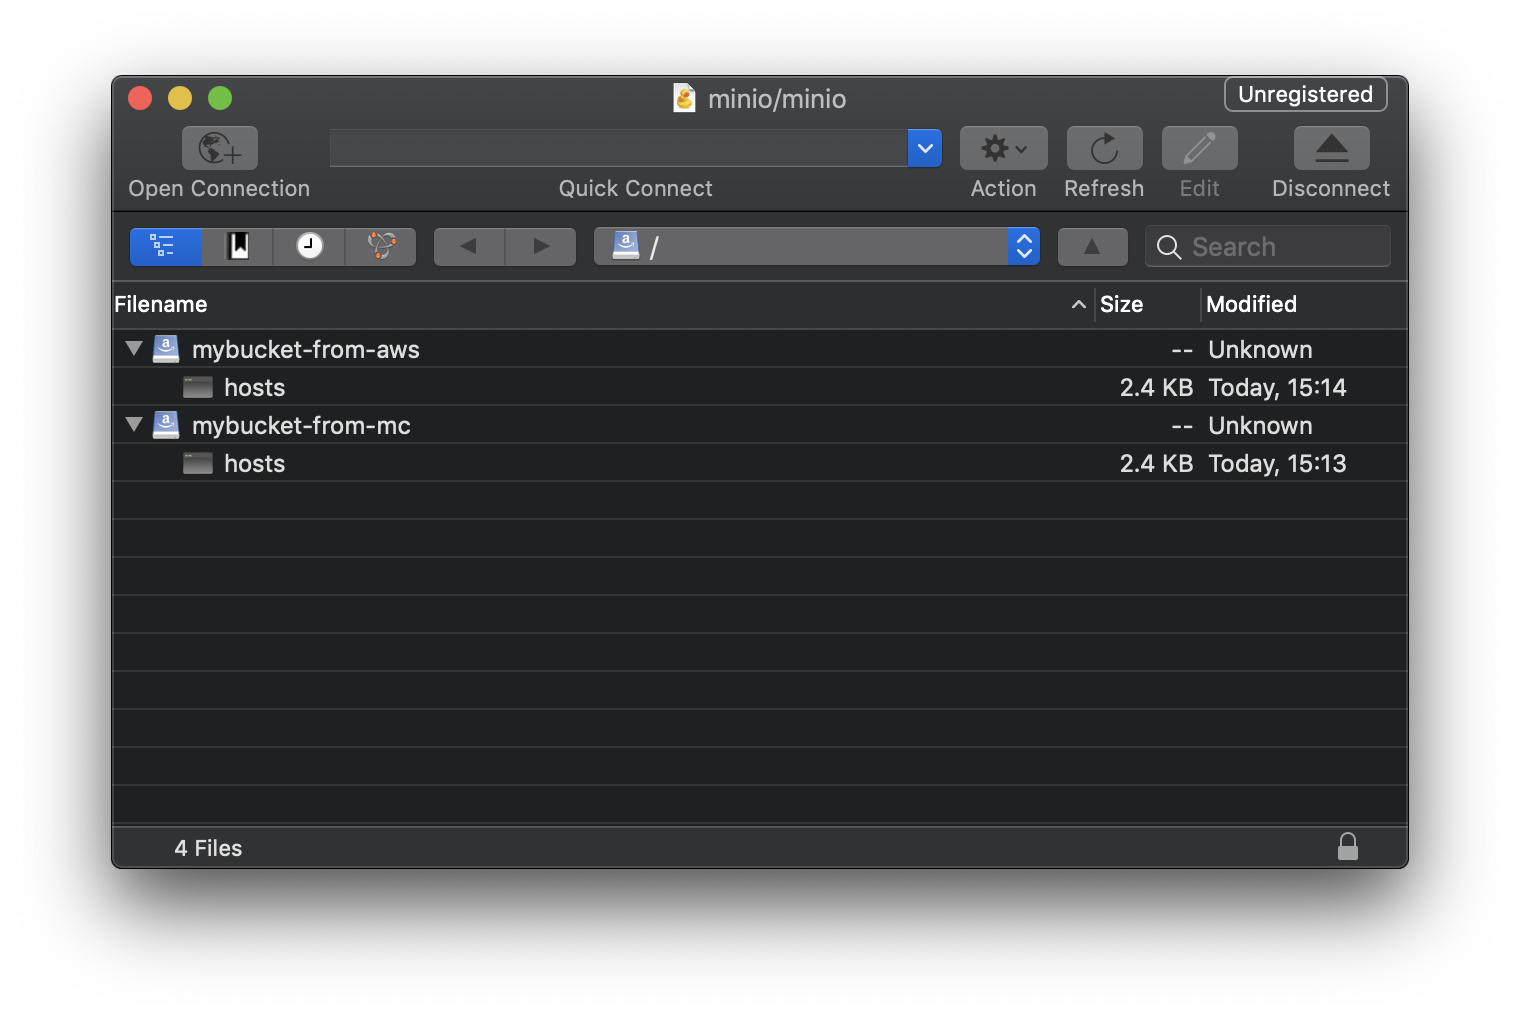 minio/minio
Unregistered
Open Connection
Quick Connect
Action
Refresh
Edit
Disconnect
/
Search
Filename Size Modified
mybucket-from-aws -- Unknown
hosts 2.4 KB Today, 15:14
mybucket-from-mc -- Unknown
hosts 2.4 KB Today, 15:13
4 Files